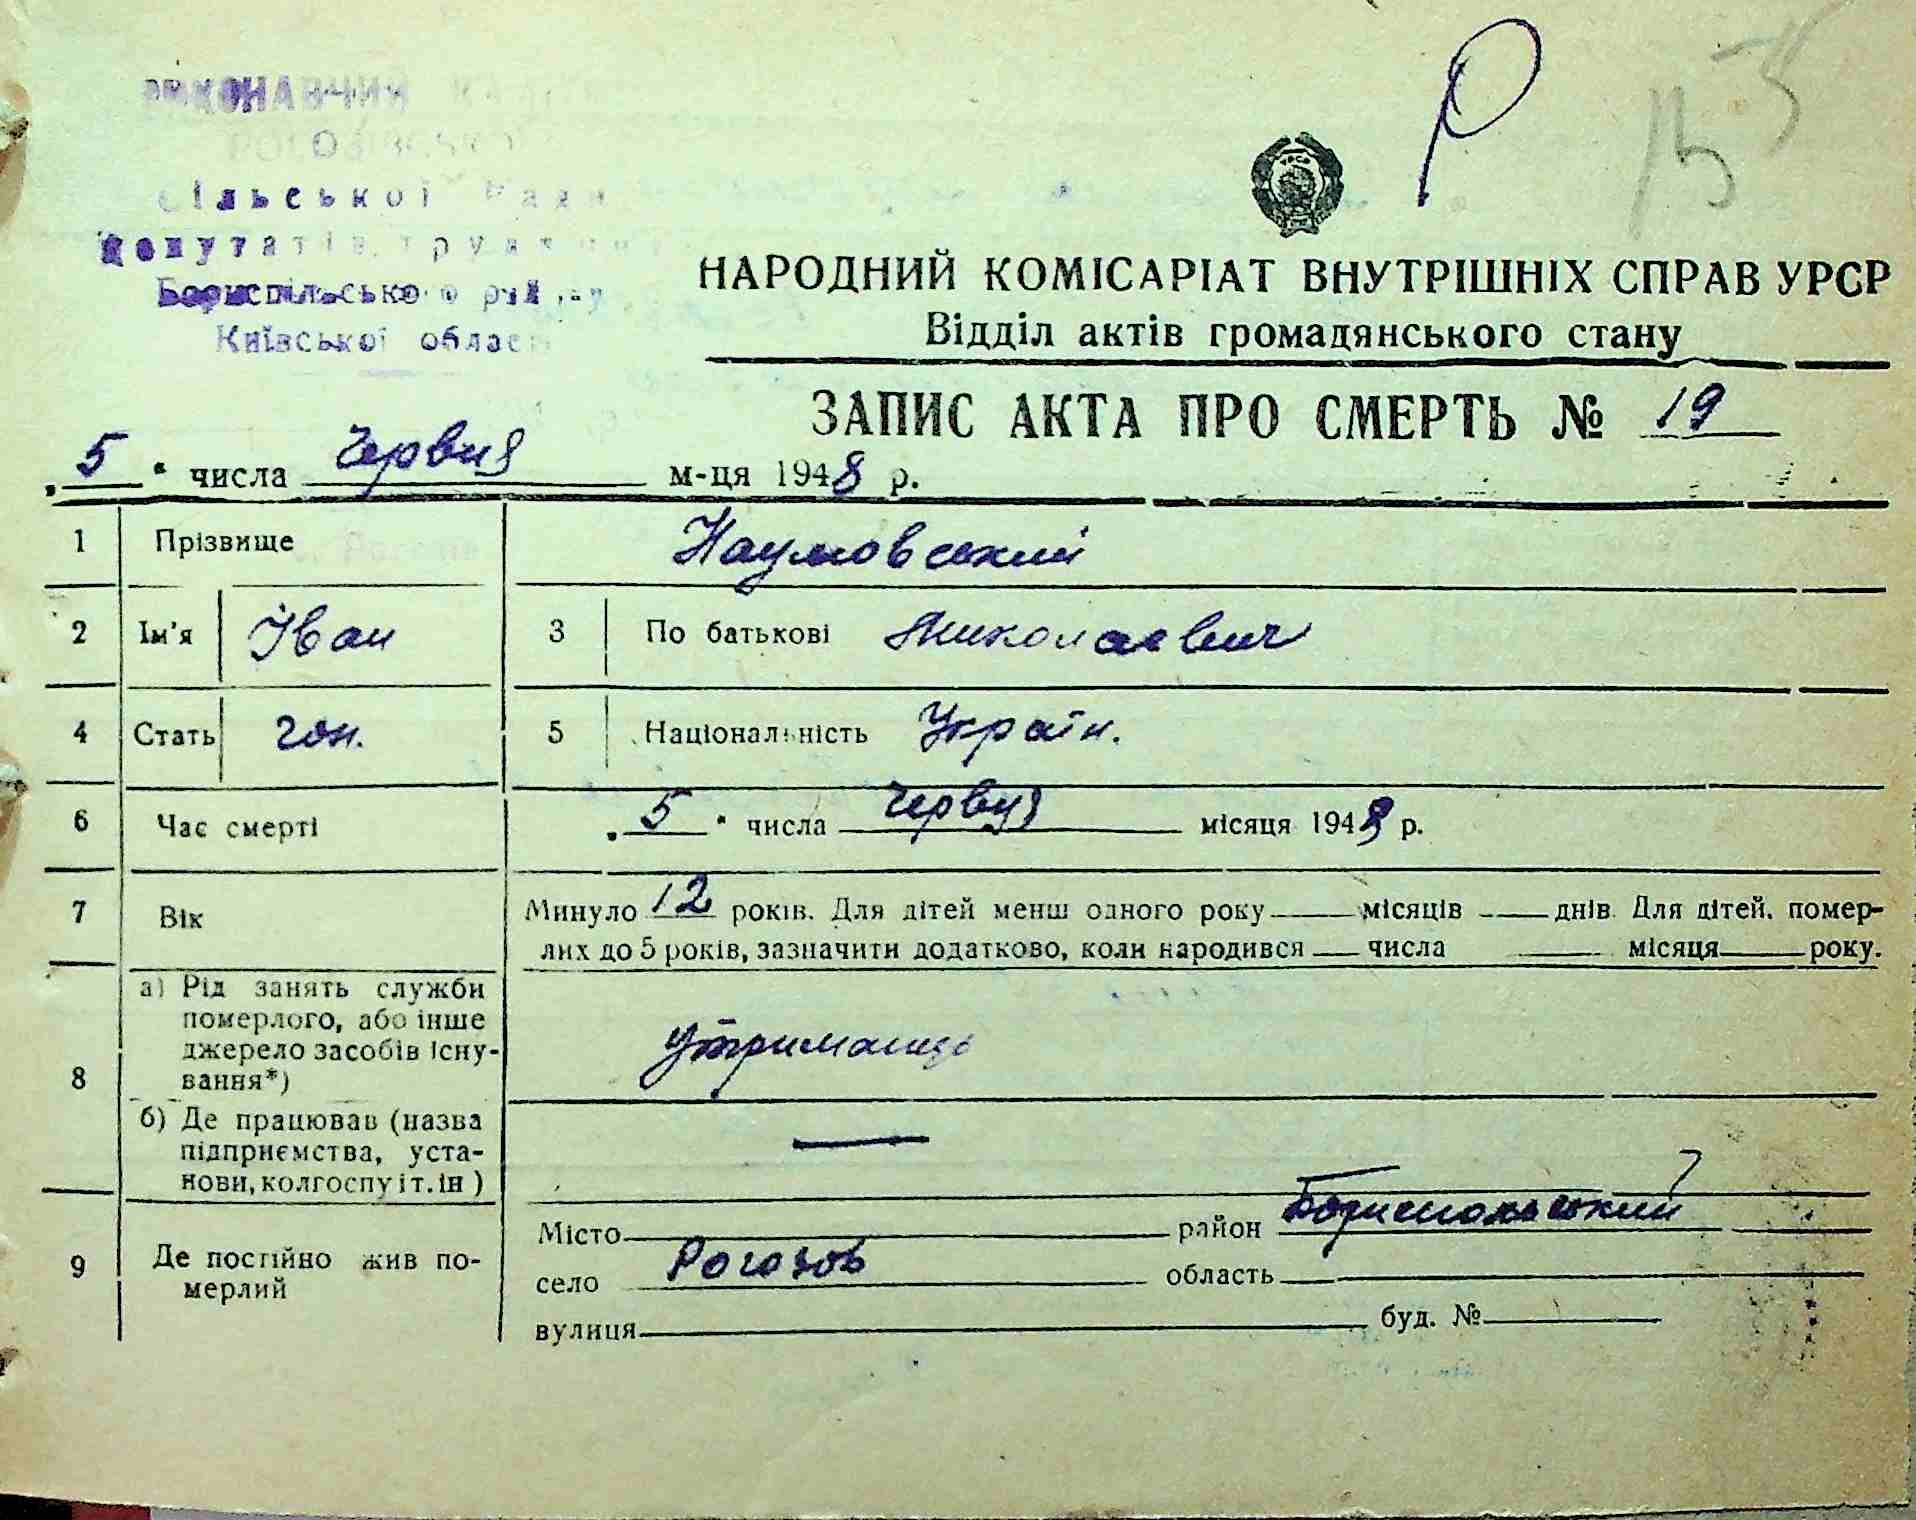 ВИКОНАВЧИЙ
сільської Ради
депутатів
Бориспільського р-ну
Київської області
Р
НАРОДНИЙ КОМІСАРІАТ ВНУТРІШНІХ СПРАВ УРСР
Відділ актів громадянського стану
ЗАПИС АКТА ПРО СМЕРТЬ № 19
„5" числа червня м-ця 1948 р.
1 Прізвище Наумовський
2 Ім'я Іван 3 По батькові Николаевич
4 Стать чол. 5 Національність Україн.
6 Час смерті „5" числа червня місяця 1948 р.
7 Вік Минуло 12 років. Для дітей менш одного року місяців днів. Для дітей, помер-
лих до 5 років, зазначити додатково, коли народився числа місяця року.
8 а) Рід занять служби
померлого, або інше
джерело засобів існу-
вання*)
утриманець
б) Де працював (назва
підприємства, уста-
нови, колгоспу і т. ін)
—
9 Де постійно жив по-
мерлий
Місто район Бориспольський
село Рогозов область
вулиця буд. №